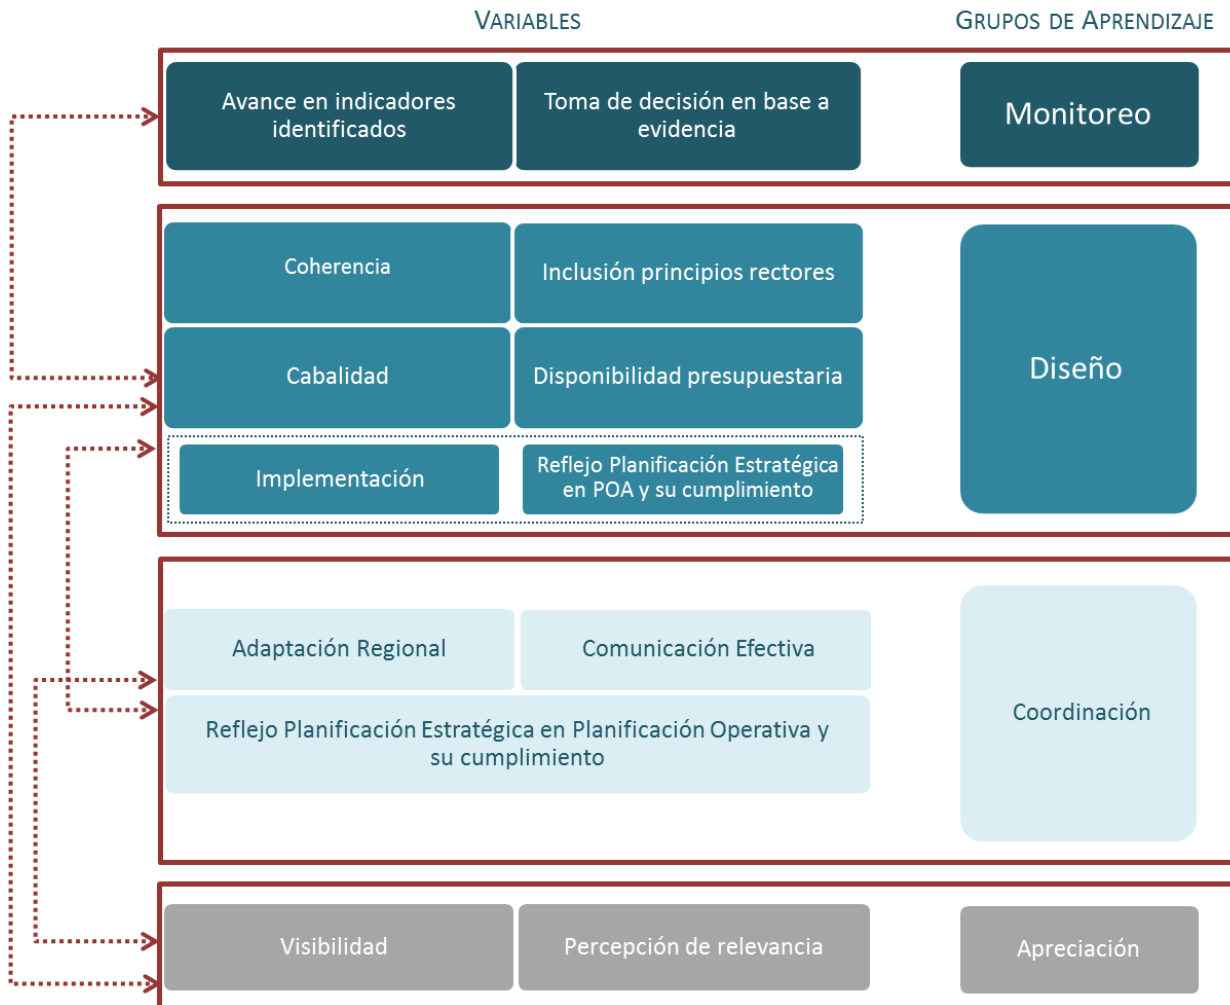 VARIABLES
GRUPOS DE APRENDIZAJE
Avance en indicadores
identificados
Toma de decisión en base a
evidencia
Monitoreo
Coherencia
Inclusión principios rectores
Cabalidad
Disponibilidad presupuestaria
Diseño
Implementación
Reflejo Planificación Estratégica
en POA y su cumplimiento
Adaptación Regional
Comunicación Efectiva
Reflejo Planificación Estratégica en Planificación Operativa y
su cumplimiento
Coordinación
Visibilidad
Percepción de relevancia
Apreciación